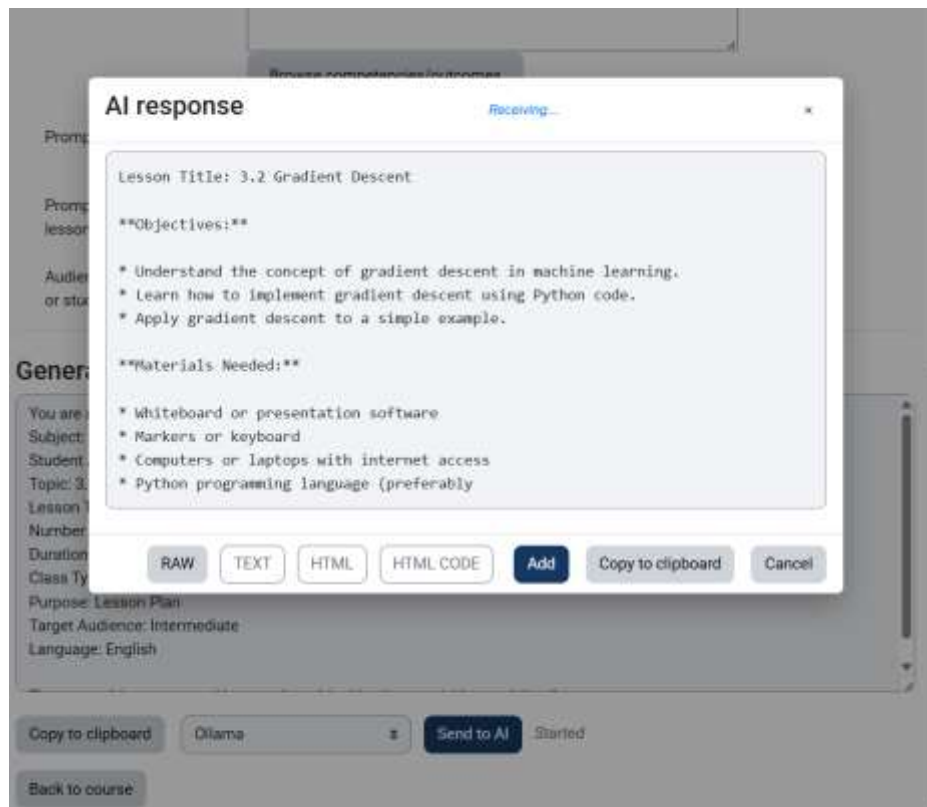 Browse competencies/outcomes
AI response
Receiving...
×
Promp
Lesson Title: 3.2 Gradient Descent
Promp
lesson
**Objectives:**
Audien
or stud
* Understand the concept of gradient descent in machine learning.
* Learn how to implement gradient descent using Python code.
* Apply gradient descent to a simple example.
**Materials Needed:**
Genera
* Whiteboard or presentation software
* Markers or keyboard
* Computers or laptops with internet access
* Python programming language (preferably
You are
Subject:
Student
Topic: 3.
Lesson T
Number
Duration
Class Ty
RAW TEXT HTML HTML CODE Add Copy to clipboard Cancel
Purpose: Lesson Plan
Target Audience: Intermediate
Language: English
Copy to clipboard Ollama Send to AI Started
Back to course